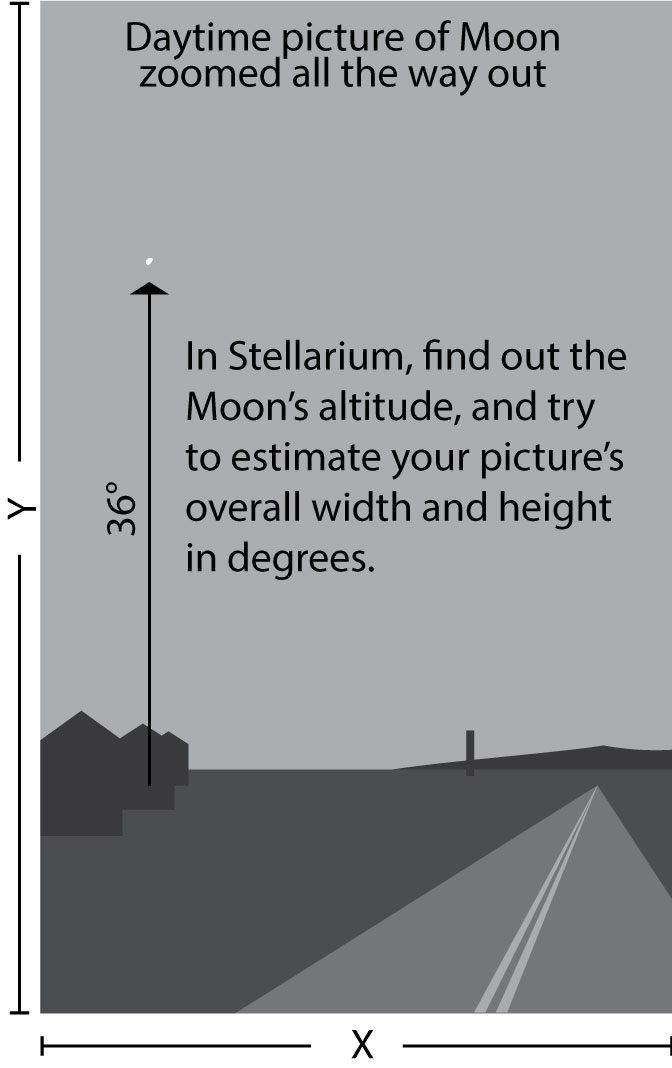 Daytime picture of Moon
zoomed all the way out
In Stellarium, find out the
Moon's altitude, and try
to estimate your picture's
overall width and height
in degrees.
36°
Y
X